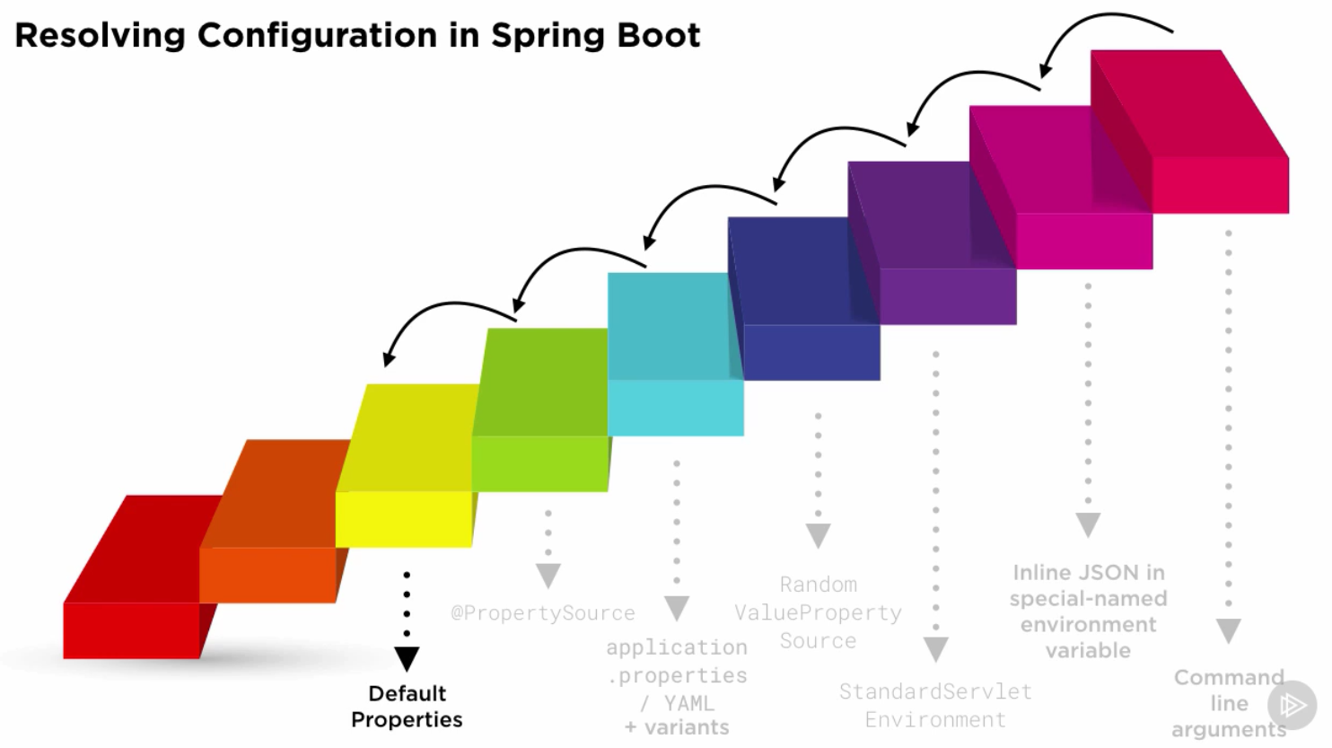 Resolving Configuration in Spring Boot
Default
Properties
@PropertySource
application
.properties
/ YAML
+ variants
Random
ValueProperty
Source
StandardServlet
Environment
Inline JSON in
special-named
environment
variable
Command
line
arguments